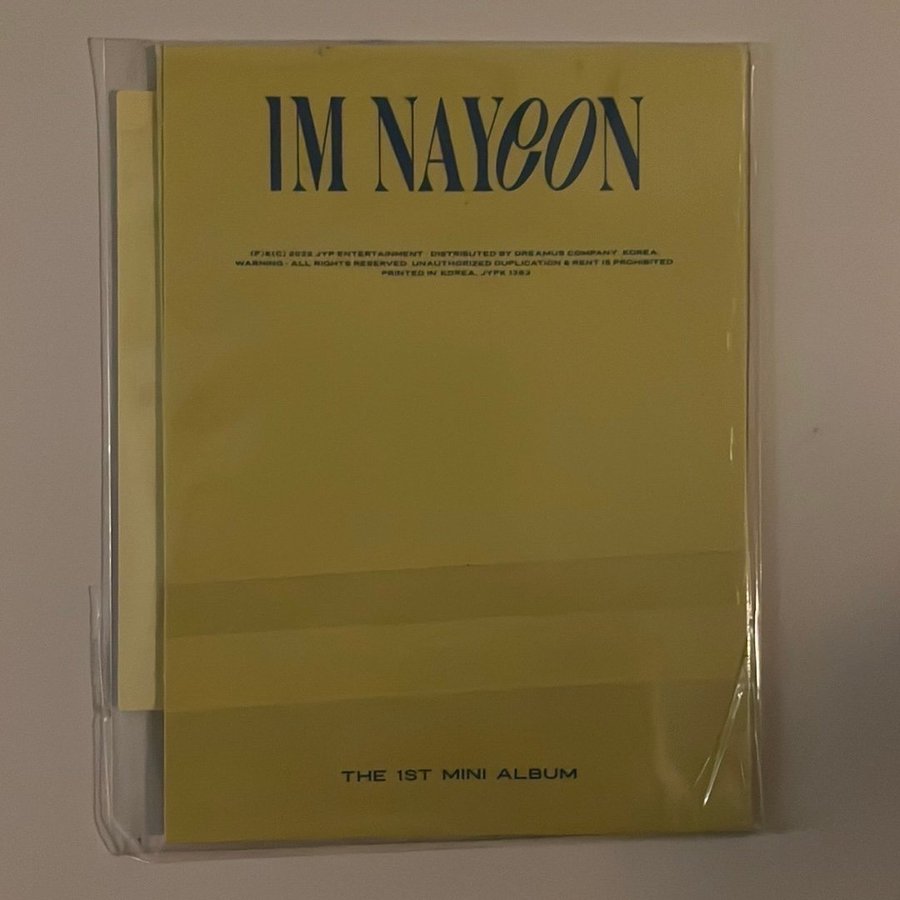 IM NAYEON
(P)&(C) 2022 JYP ENTERTAINMENT · DISTRIBUTED BY DREAMUS COMPANY. KOREA.
WARNING - ALL RIGHTS RESERVED. UNAUTHORIZED DUPLICATION & RENT IS PROHIBITED
PRINTED IN KOREA. JYPK 1383
THE 1ST MINI ALBUM